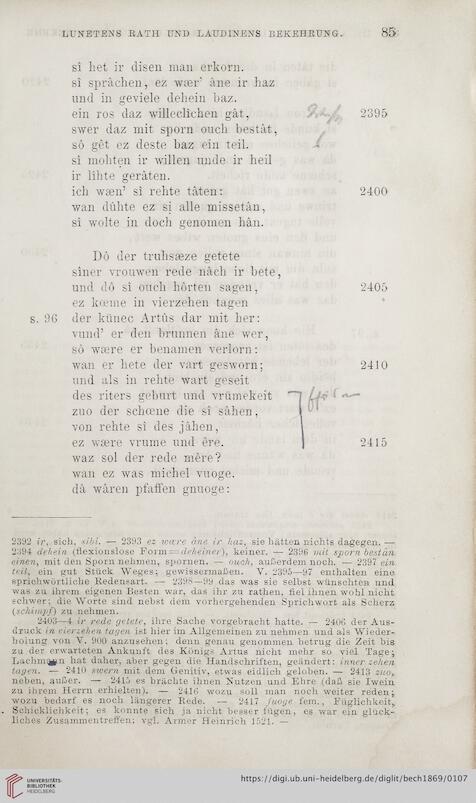 LUNETENS RATH UND LAUDINENS BEKEHRUNG. 85
sî het ir disen man erkorn.
sî sprâchen, ez wær' âne ir haz
und in geviele dehein baz.
ein ros daz willeclîchen gât, 2395
swer daz mit sporn ouch bestât,
sô gêt ez deste baz ein teil.
sî mohten ir willen unde ir heil
ir lîhte gerâten.
ich wæn' si rehte tâten: 2400
wan dûhte ez si alle missetân,
sî wolte in doch genomen hân.
Dô der truhsæze getete
sîner vrouwen rede nâch ir bete,
und dô si ouch hôrten sagen, 2405
ez kœme in vierzehen tagen
s. 96 der künec Artûs dar mit her:
vund' er den brunnen âne wer,
sô wære er benamen verlorn:
wan er hete der vart gesworn; 2410
und als in rehte wart geseit
des riters geburt und vrümekeit
zuo der schœne die sî sâhen,
von rehte sî des jâhen,
ez wære vrume und êre. 2415
waz sol der rede mêre?
wan ez was michel vuoge.
dâ wâren pfaffen gnuoge:
2392 ir, sich, sibi. — 2393 ez wære âne ir haz, sie hätten nichts dagegen. —
2394 dehein (flexionslose Form = deheiner), keiner. — 2396 mit sporn bestân
einen, mit den Sporn nehmen, spornen. — ouch, außerdem noch. — 2397 ein
teil, ein gut Stück Weges; gewissermaßen. V. 2395—97 enthalten eine
sprichwörtliche Redensart. — 2398—99 das was sie selbst wünschten und
was zu ihrem eigenen Besten war, das ihr zu rathen, fiel ihnen wohl nicht
schwer; die Worte sind nebst dem vorhergehenden Sprichwort als Scherz
(schimpf) zu nehmen.
2403—4 ir rede getete, ihre Sache vorgebracht hatte. — 2406 der Aus-
druck in vierzehen tagen ist hier im Allgemeinen zu nehmen und als Wieder-
holung von V. 900 anzusehen; denn genau genommen betrug die Zeit bis
zu der erwarteten Ankunft des Königs Artus nicht mehr so viel Tage;
Lachmann hat daher, aber gegen die Handschriften, geändert: inner zehen
tagen. — 2410 swern mit dem Genitiv, etwas eidlich geloben. — 2413 zuo,
neben, außer. — 2415 es brächte ihnen Nutzen und Ehre (daß sie Iwein
zu ihrem Herrn erhielten). — 2416 wozu soll man noch weiter reden;
wozu bedarf es noch längerer Rede. — 2417 fuoge fem., Füglichkeit,
Schicklichkeit; es konnte sich ja nicht besser fügen, es war ein glück-
liches Zusammentreffen; vgl. Armer Heinrich 1521. —
UNIVERSITÄTS-
BIBLIOTHEK
HEIDELBERG
https://digi.ub.uni-heidelberg.de/diglit/bech1869/0107